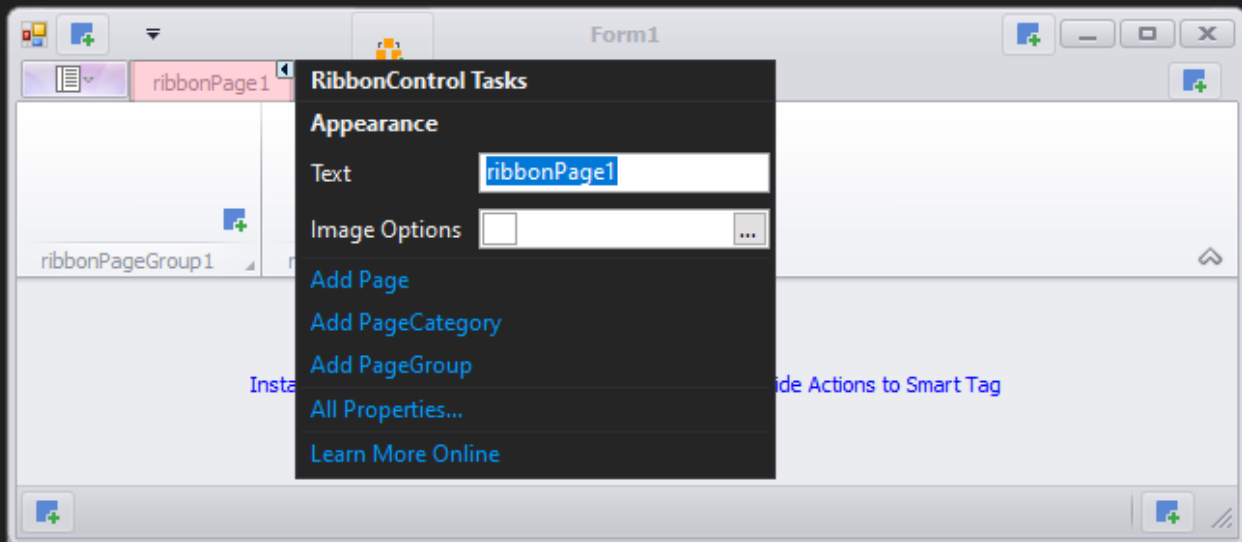 Form1
ribbonPage1
RibbonControl Tasks
Appearance
Text
ribbonPage1
Image Options
...
ribbonPageGroup1
Add Page
Add PageCategory
Add PageGroup
Insta
ide Actions to Smart Tag
All Properties...
Learn More Online